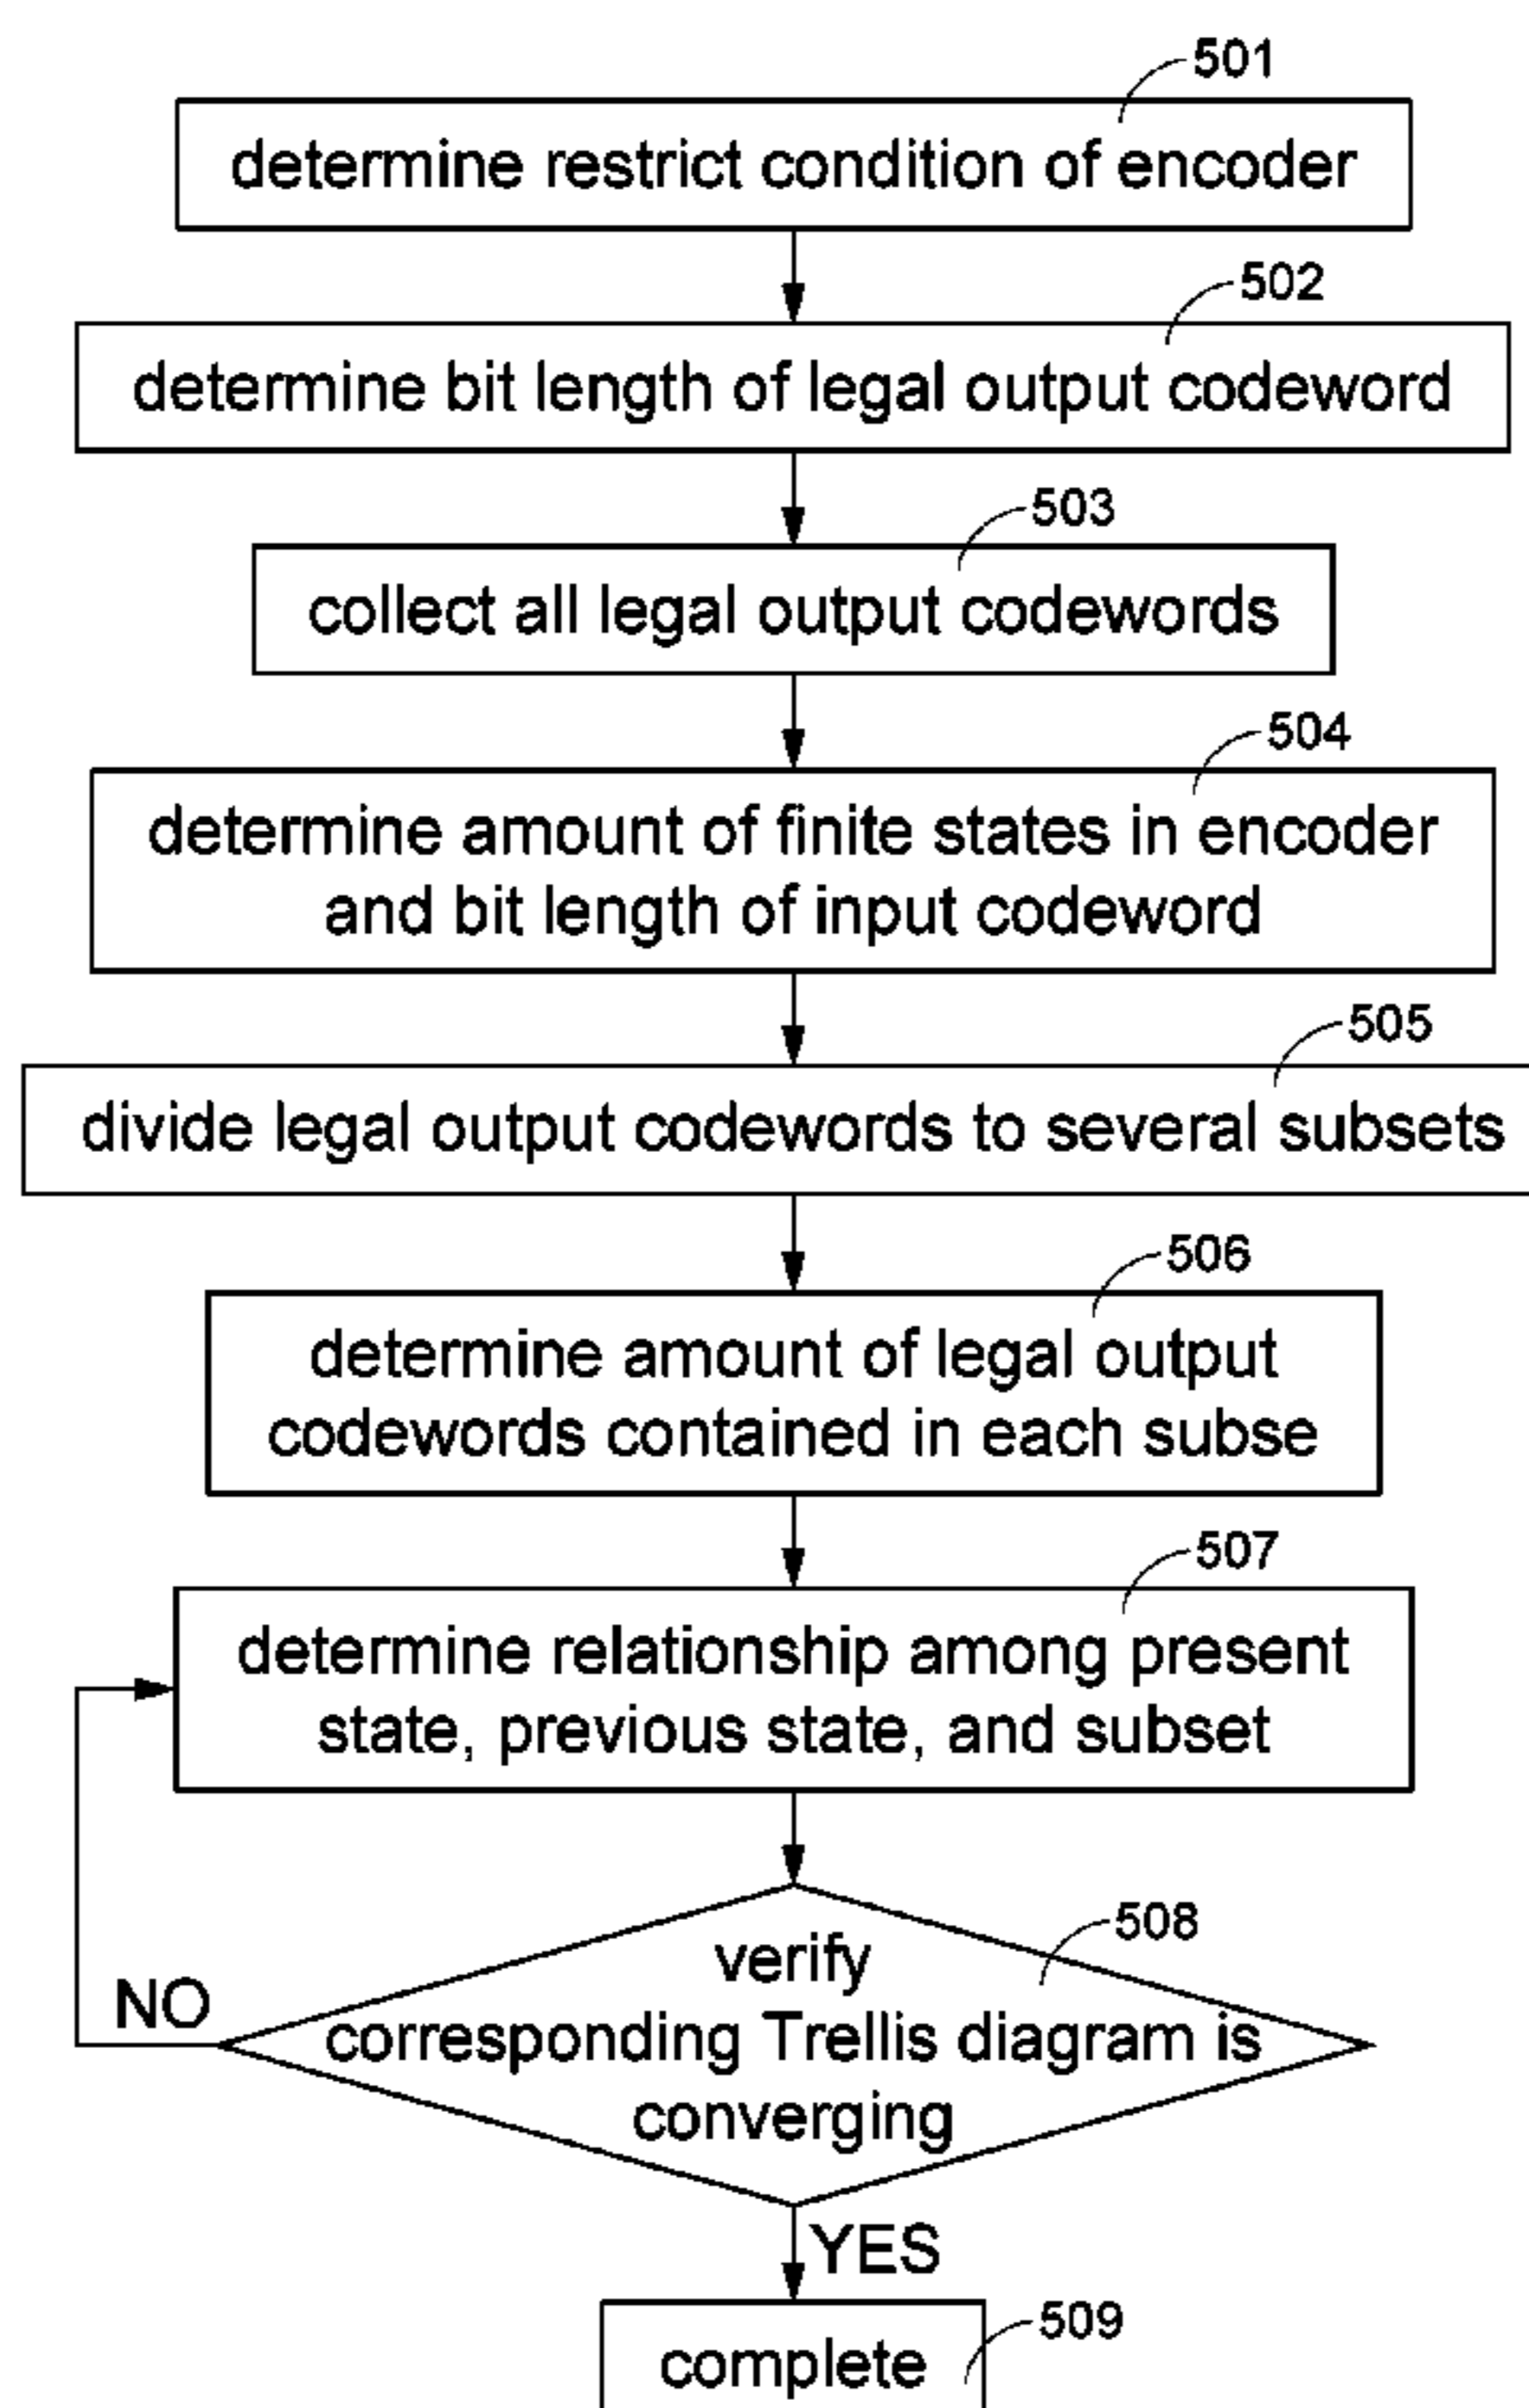 501
determine restrict condition of encoder
502
determine bit length of legal output codeword
503
collect all legal output codewords
504
determine amount of finite states in encoder
and bit length of input codeword
505
divide legal output codewords to several subsets
506
determine amount of legal output
codewords contained in each subse
507
determine relationship among present
state, previous state, and subset
508
verify
corresponding Trellis diagram is
converging
NO
YES
509
complete